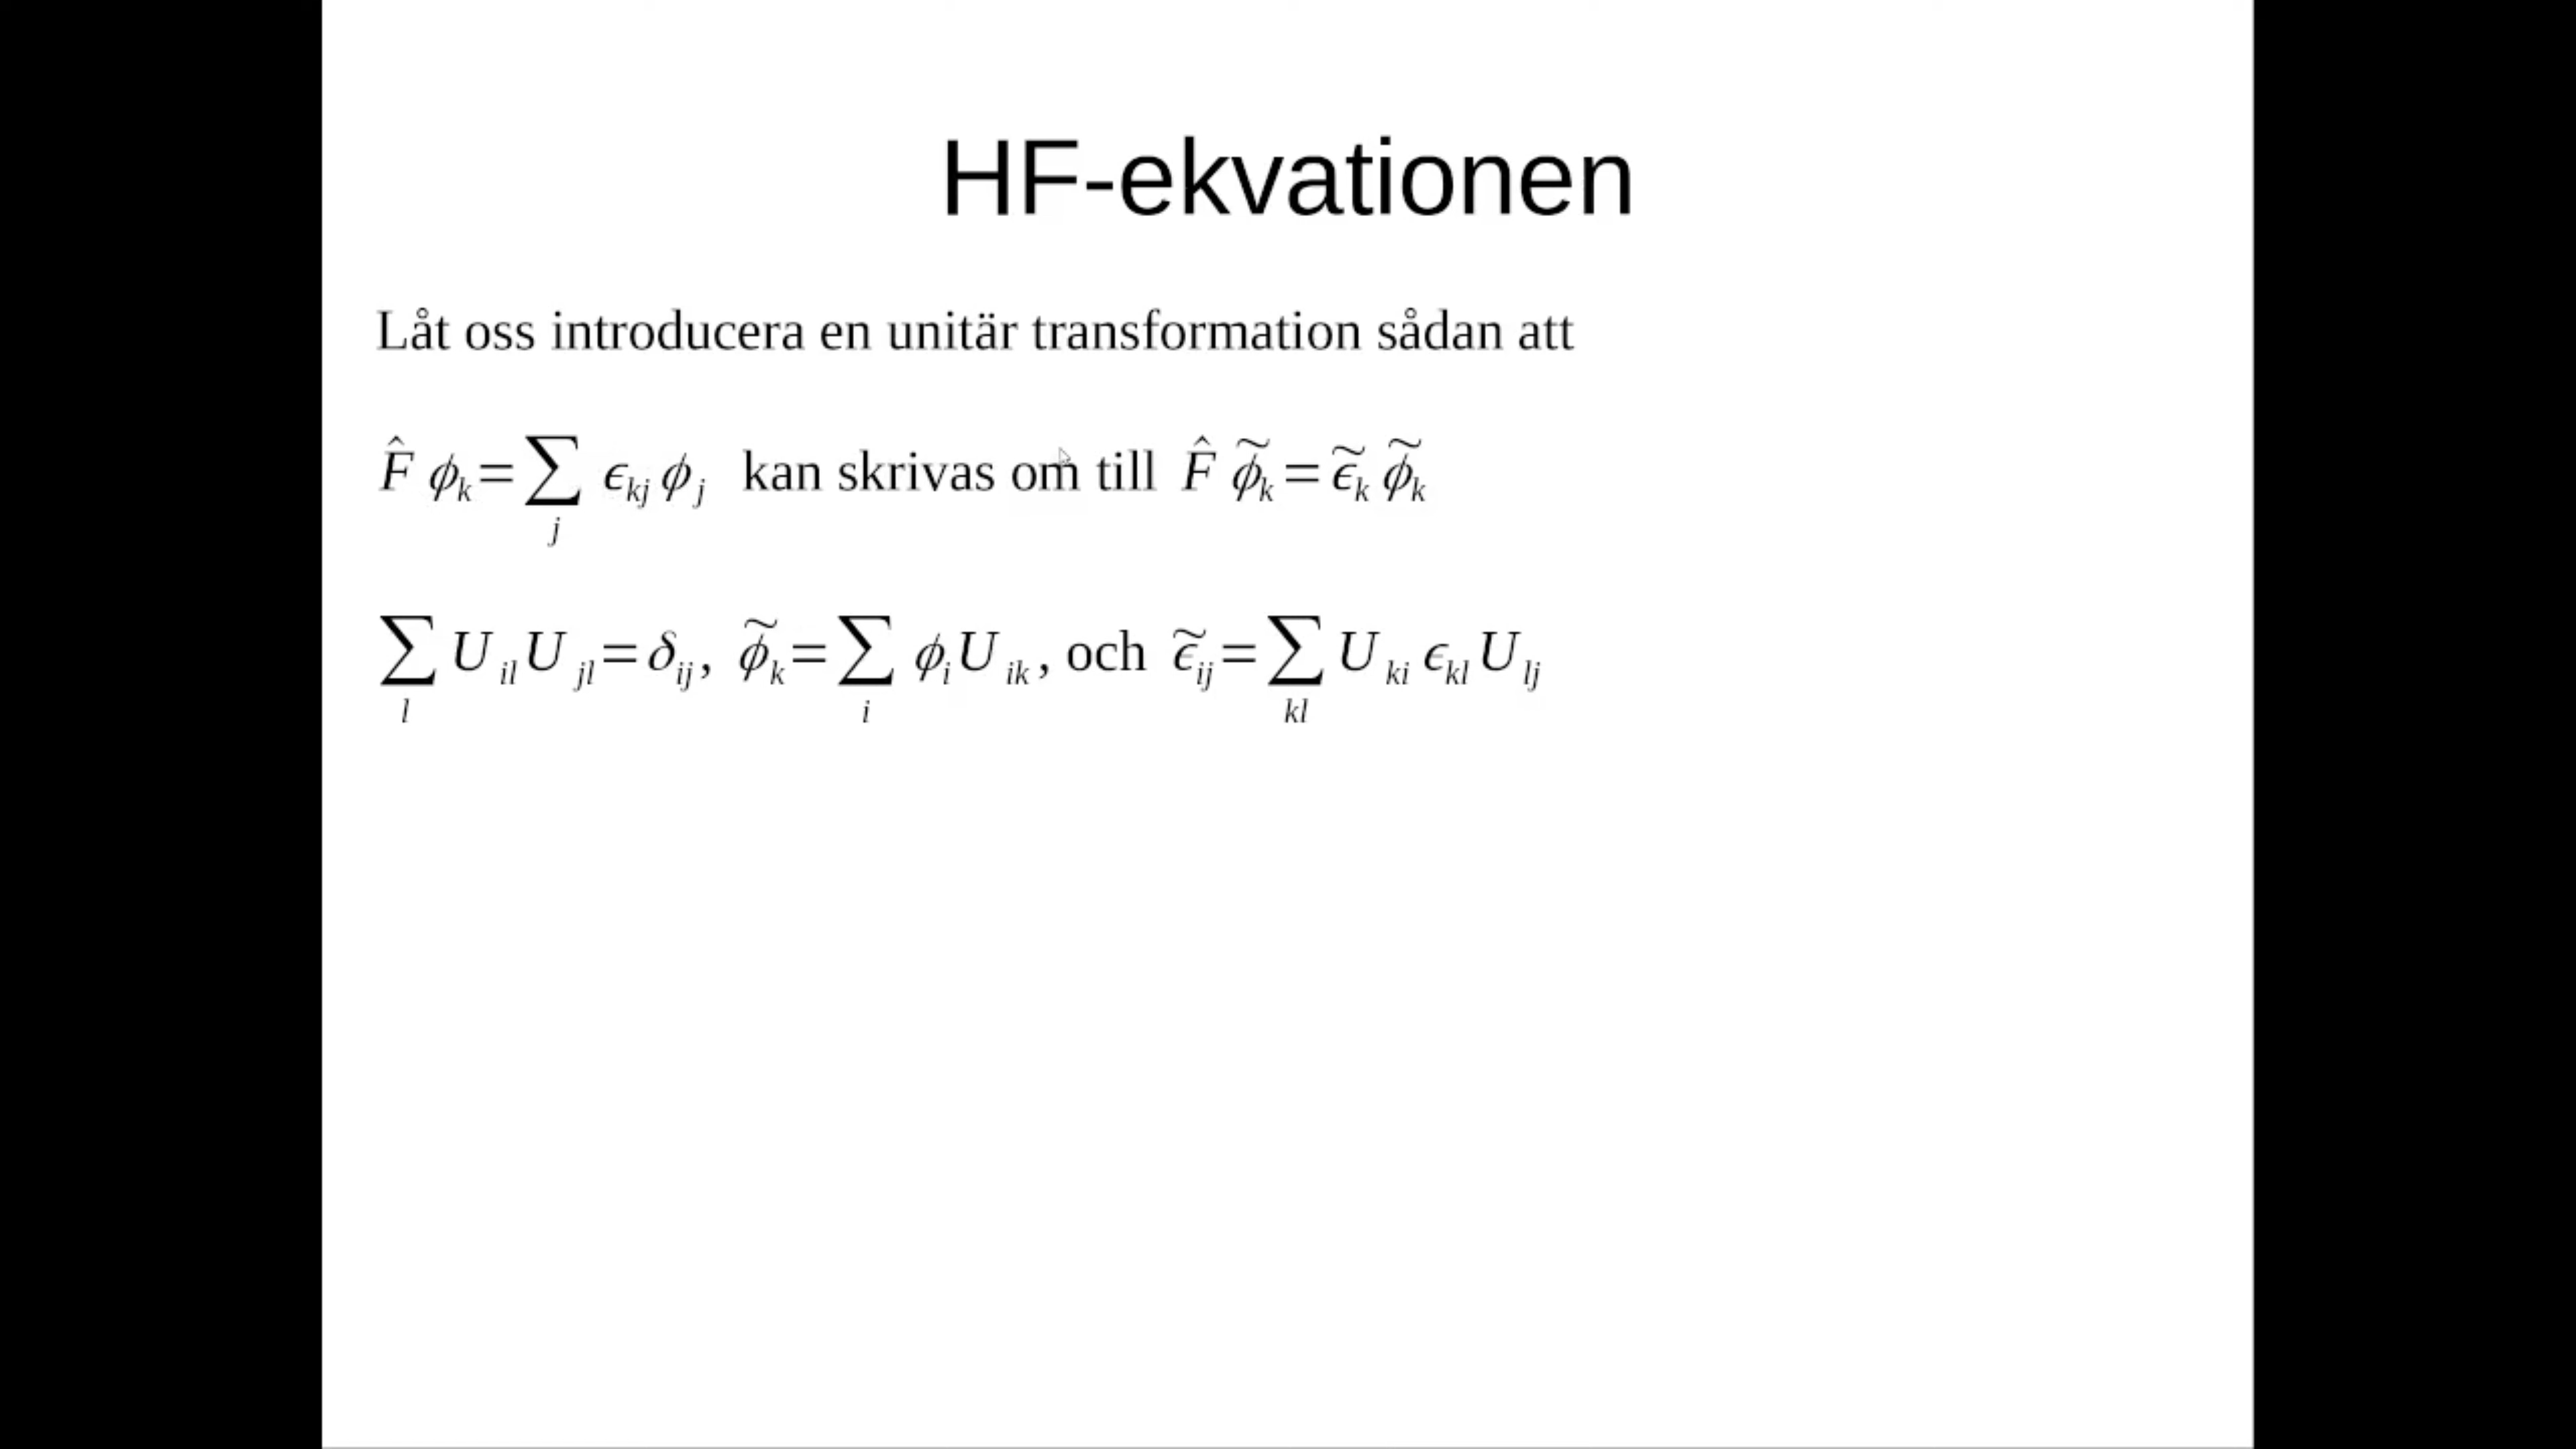 HF-ekvationen
Låt oss introducera en unitär transformation sådan att
F̂ ϕ_k = ∑_j ϵ_kj ϕ_j kan skrivas om till F̂ ϕ̃_k = ϵ̃_k ϕ̃_k
∑_l U_il U_jl = δ_ij, ϕ̃_k = ∑_i ϕ_i U_ik, och ϵ̃_ij = ∑_kl U_ki ϵ_kl U_lj